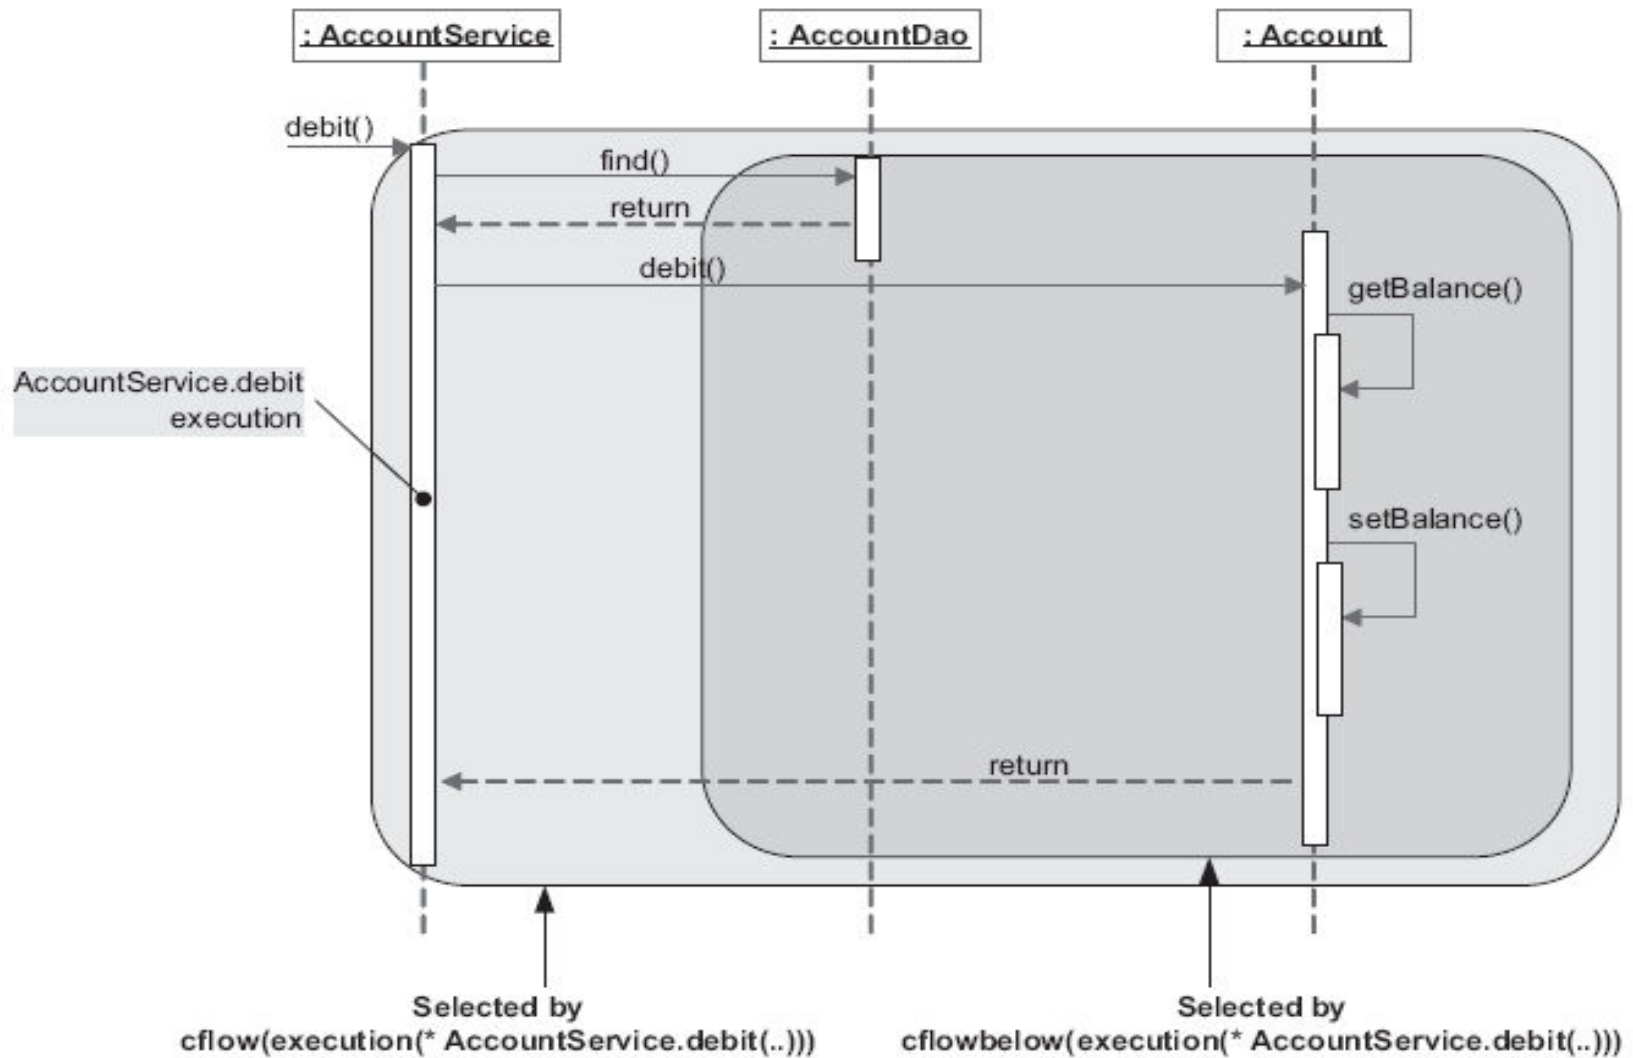 : AccountService
: AccountDao
: Account
debit()
find()
return
debit()
getBalance()
AccountService.debit
execution
setBalance()
return
Selected by
cflow(execution(* AccountService.debit(..)))
Selected by
cflowbelow(execution(* AccountService.debit(..)))